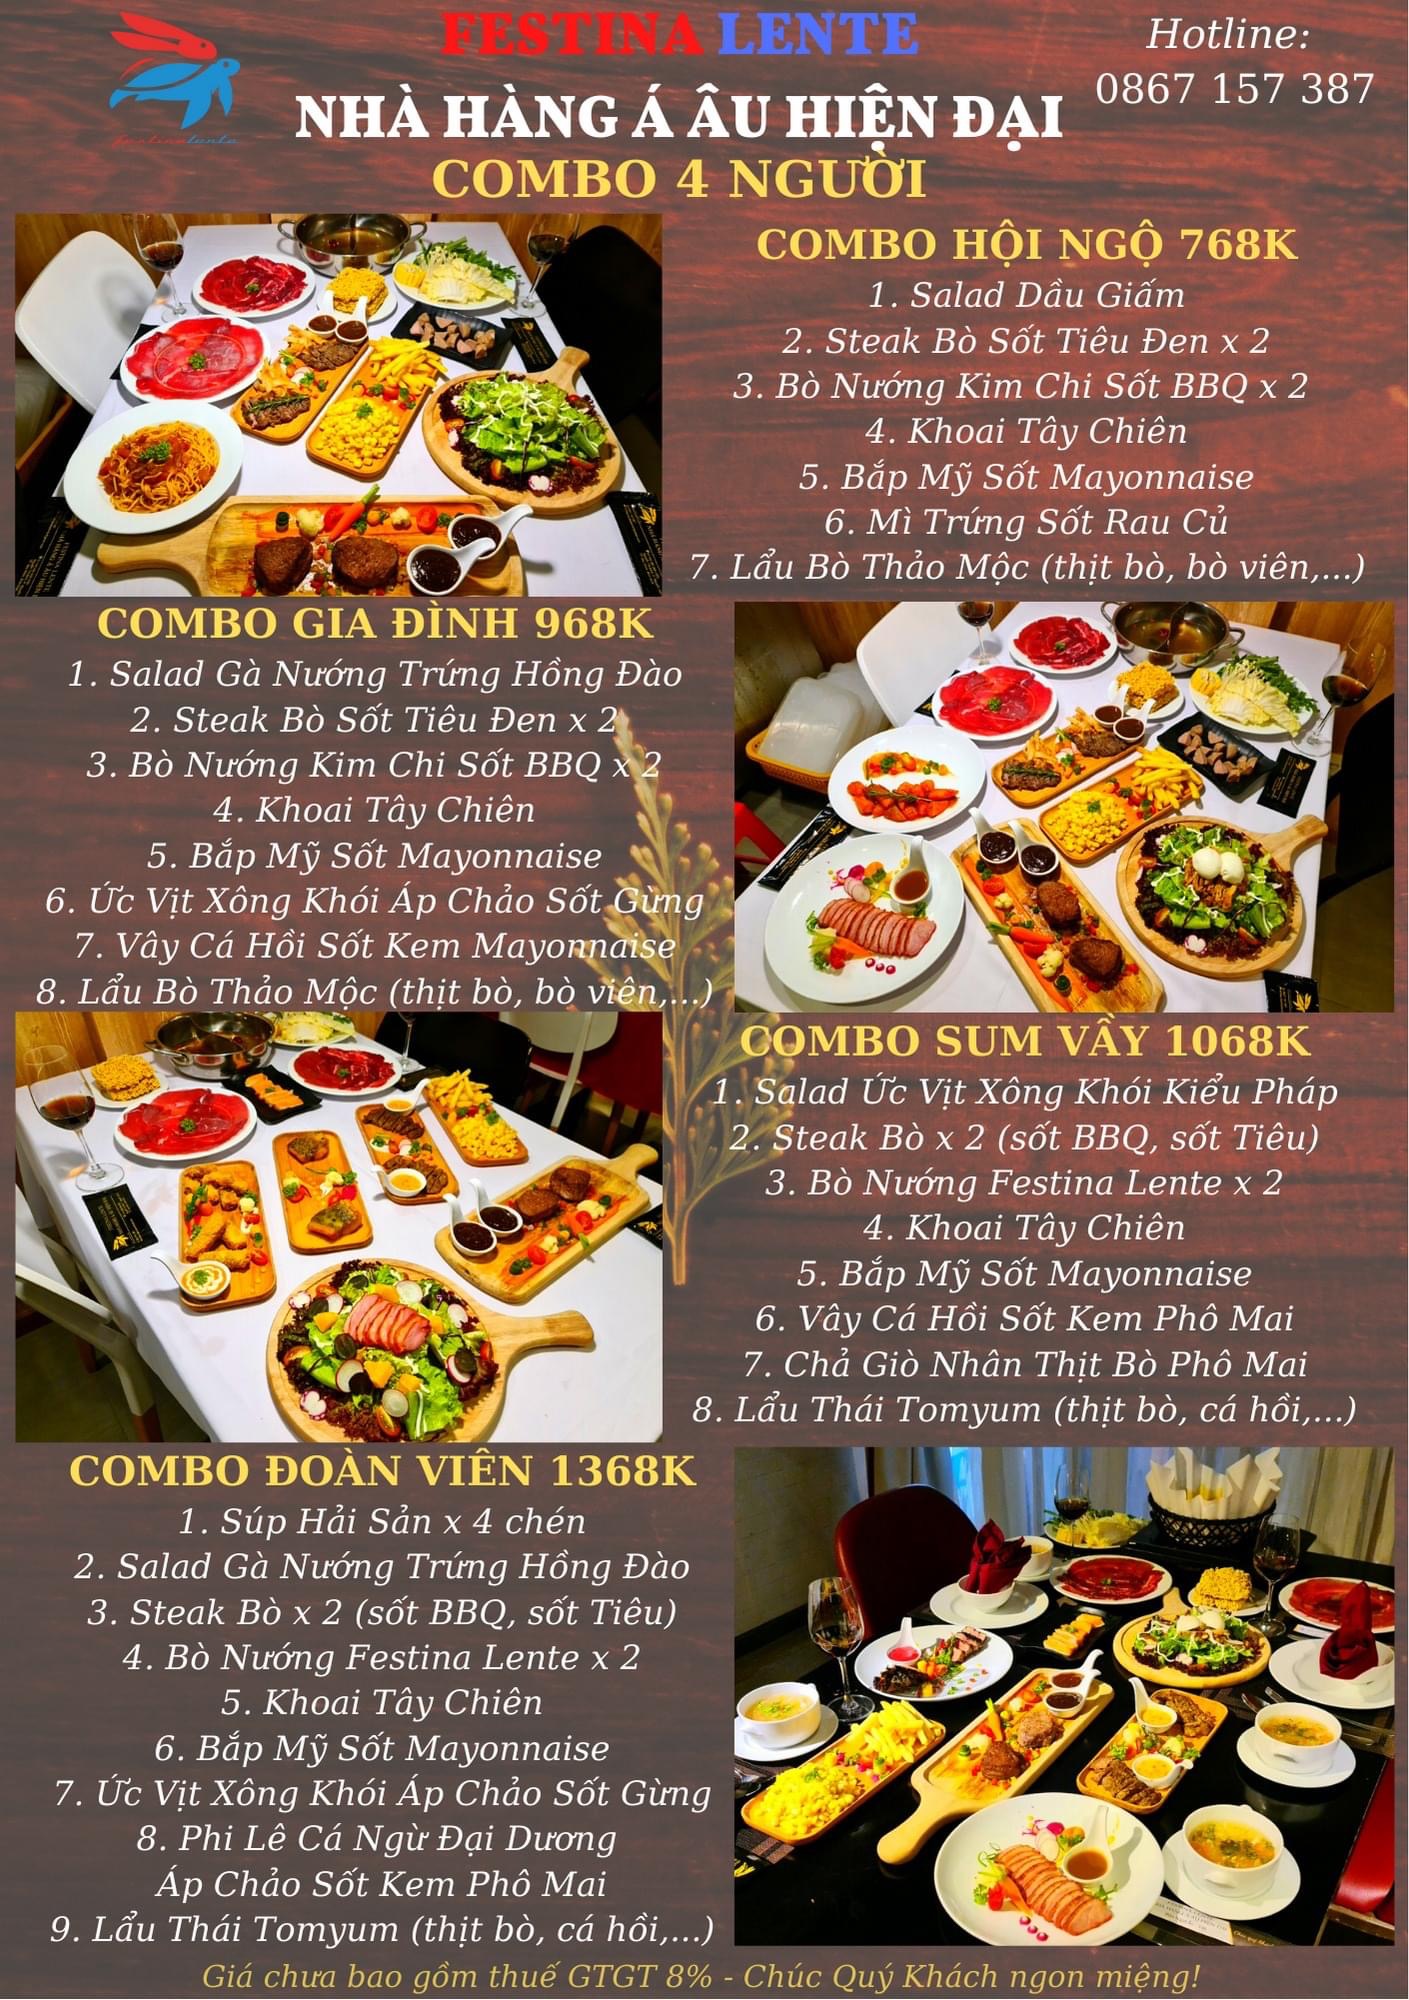 FESTINA LENTE
Hotline:
0867 157 387
NHÀ HÀNG Á ÂU HIỆN ĐẠI
COMBO 4 NGƯỜI
festinalente
COMBO HỘI NGỘ 768K
1. Salad Dầu Giấm
2. Steak Bò Sốt Tiêu Đen x 2
3. Bò Nướng Kim Chi Sốt BBQ x 2
4. Khoai Tây Chiên
5. Bắp Mỹ Sốt Mayonnaise
6. Mì Trứng Sốt Rau Củ
7. Lẩu Bò Thảo Mộc (thịt bò, bò viên,...)
COMBO GIA ĐÌNH 968K
1. Salad Gà Nướng Trứng Hồng Đào
2. Steak Bò Sốt Tiêu Đen x 2
3. Bò Nướng Kim Chi Sốt BBQ x 2
4. Khoai Tây Chiên
5. Bắp Mỹ Sốt Mayonnaise
6. Ức Vịt Xông Khói Áp Chảo Sốt Gừng
7. Vây Cá Hồi Sốt Kem Mayonnaise
8. Lẩu Bò Thảo Mộc (thịt bò, bò viên,...)
COMBO SUM VẦY 1068K
1. Salad Ức Vịt Xông Khói Kiểu Pháp
2. Steak Bò x 2 (sốt BBQ, sốt Tiêu)
3. Bò Nướng Festina Lente x 2
4. Khoai Tây Chiên
5. Bắp Mỹ Sốt Mayonnaise
6. Vây Cá Hồi Sốt Kem Phô Mai
7. Chả Giò Nhân Thịt Bò Phô Mai
8. Lẩu Thái Tomyum (thịt bò, cá hồi,...)
COMBO ĐOÀN VIÊN 1368K
1. Súp Hải Sản x 4 chén
2. Salad Gà Nướng Trứng Hồng Đào
3. Steak Bò x 2 (sốt BBQ, sốt Tiêu)
4. Bò Nướng Festina Lente x 2
5. Khoai Tây Chiên
6. Bắp Mỹ Sốt Mayonnaise
7. Ức Vịt Xông Khói Áp Chảo Sốt Gừng
8. Phi Lê Cá Ngừ Đại Dương
Áp Chảo Sốt Kem Phô Mai
9. Lẩu Thái Tomyum (thịt bò, cá hồi,...)
Giá chưa bao gồm thuế GTGT 8% - Chúc Quý Khách ngon miệng!